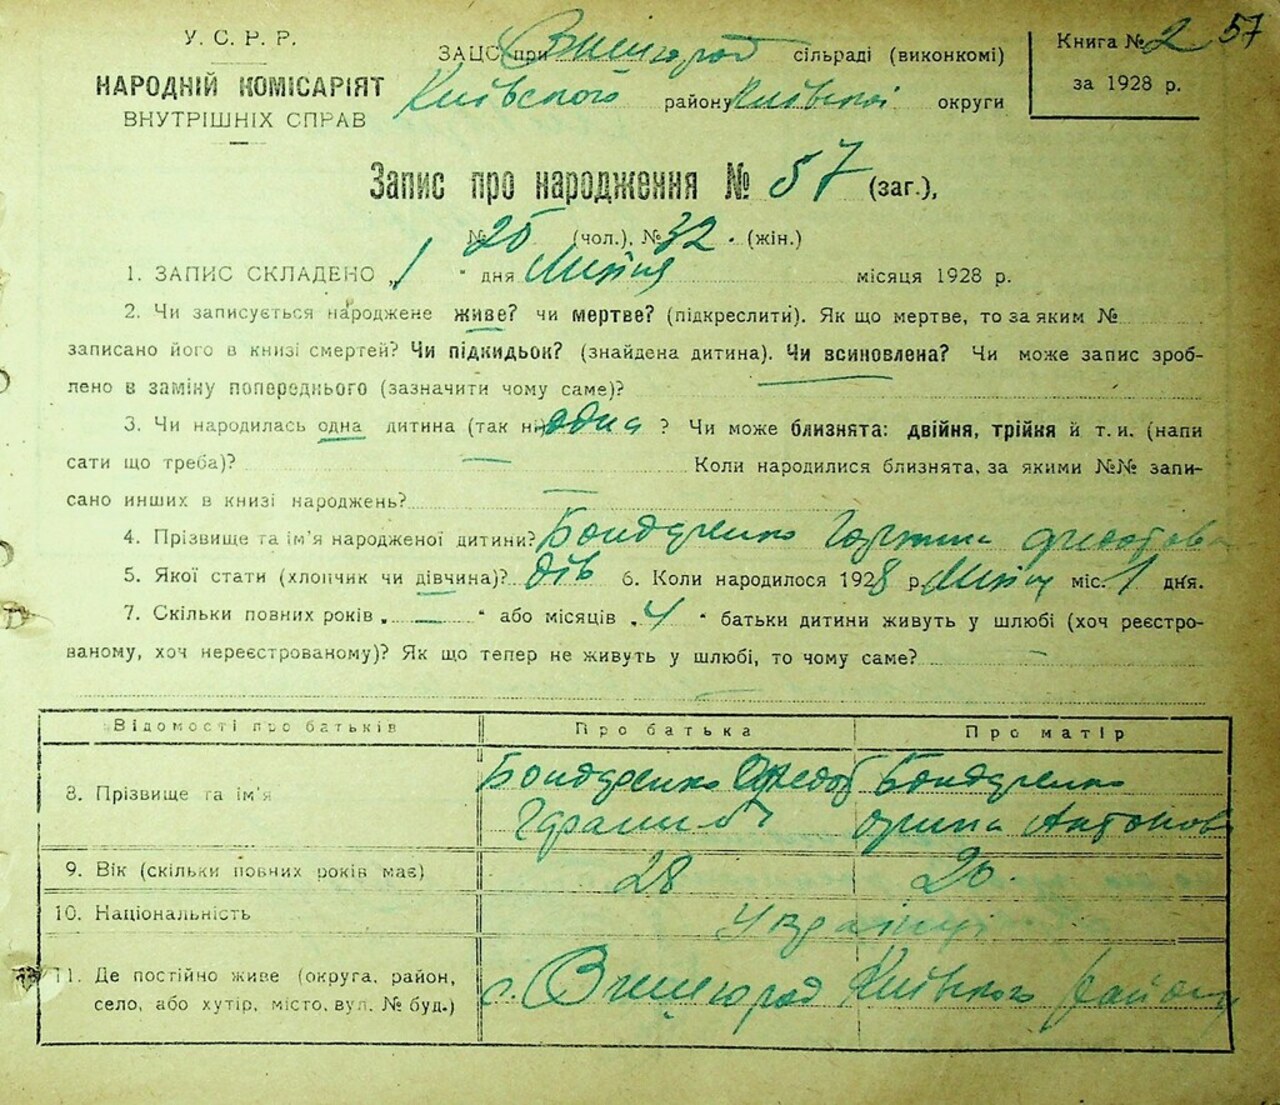 У. С. Р. Р.
НАРОДНІЙ КОМІСАРІЯТ
ВНУТРІШНІХ СПРАВ
ЗАЦС при Вишгород сільраді (виконкомі)
Київського району Київської округи
Книга № 2 57
за 1928 р.
Запис про народження № 57 (заг.),
№ 25 (чол.), № 32 (жін.)
1. ЗАПИС СКЛАДЕНО „1" дня Липня місяця 1928 р.
2. Чи записується народжене живе? чи мертве? (підкреслити). Як що мертве, то за яким №
записано його в книзі смертей? Чи підкидьок? (знайдена дитина). Чи всиновлена? Чи може запис зроб-
лено в заміну попереднього (зазначити чому саме)?
3. Чи народилась одна дитина (так ні) одна ? Чи може близнята: двійня, трійня й т. и. (напи
сати що треба)? — Коли народилися близнята, за якими №№ запи-
сано инших в книзі народжень? —
4. Прізвище та ім'я народженої дитини? Бондаренко
5. Якої стати (хлопчик чи дівчина)? дів 6. Коли народилося 1928 р. Липня міс. 1 дня.
7. Скільки повних років „—" або місяців „4" батьки дитини живуть у шлюбі (хоч реєстро-
ваному, хоч нереєстрованому)? Як що тепер не живуть у шлюбі, то чому саме? —
Відомості про батьків Про батька Про матір
8. Прізвище та ім'я Бондаренко Федот Бондаренко
Орина Антонов
9. Вік (скільки повних років має) 28 20.
10. Національність Українці
11. Де постійно живе (округа, район,
село, або хутір, місто, вул. № буд.) с. Вишгород Київського району